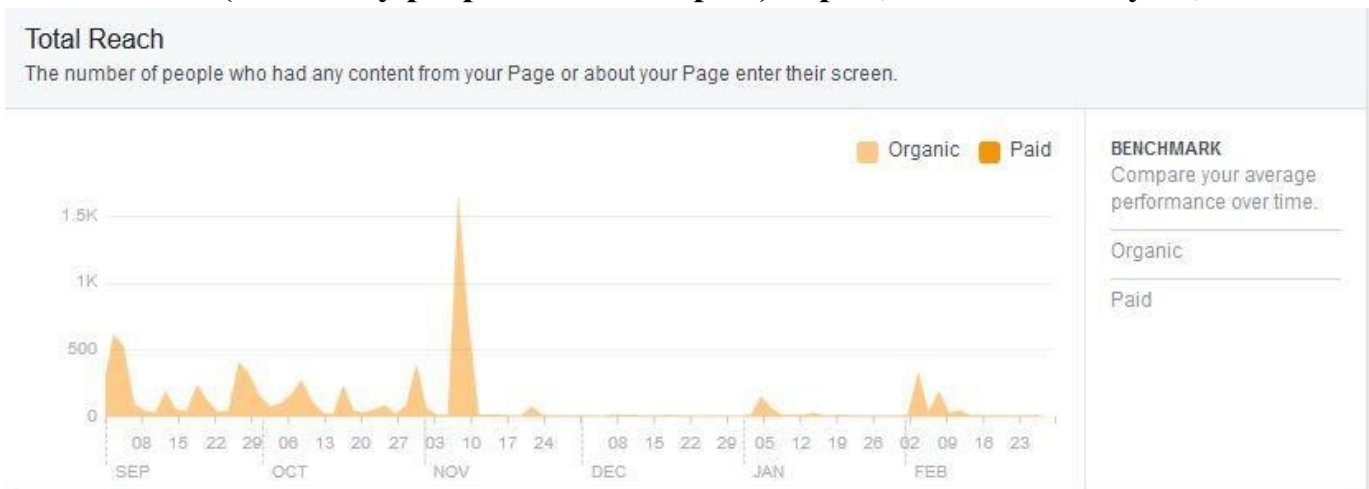 Total Reach
The number of people who had any content from your Page or about your Page enter their screen.
Organic Paid
BENCHMARK
Compare your average
performance over time.
Organic
Paid
1.5K
1K
500
0
08 15 22 29 06 13 20 27 03 10 17 24 08 15 22 29 05 12 19 26 02 09 16 23
SEP OCT NOV DEC JAN FEB